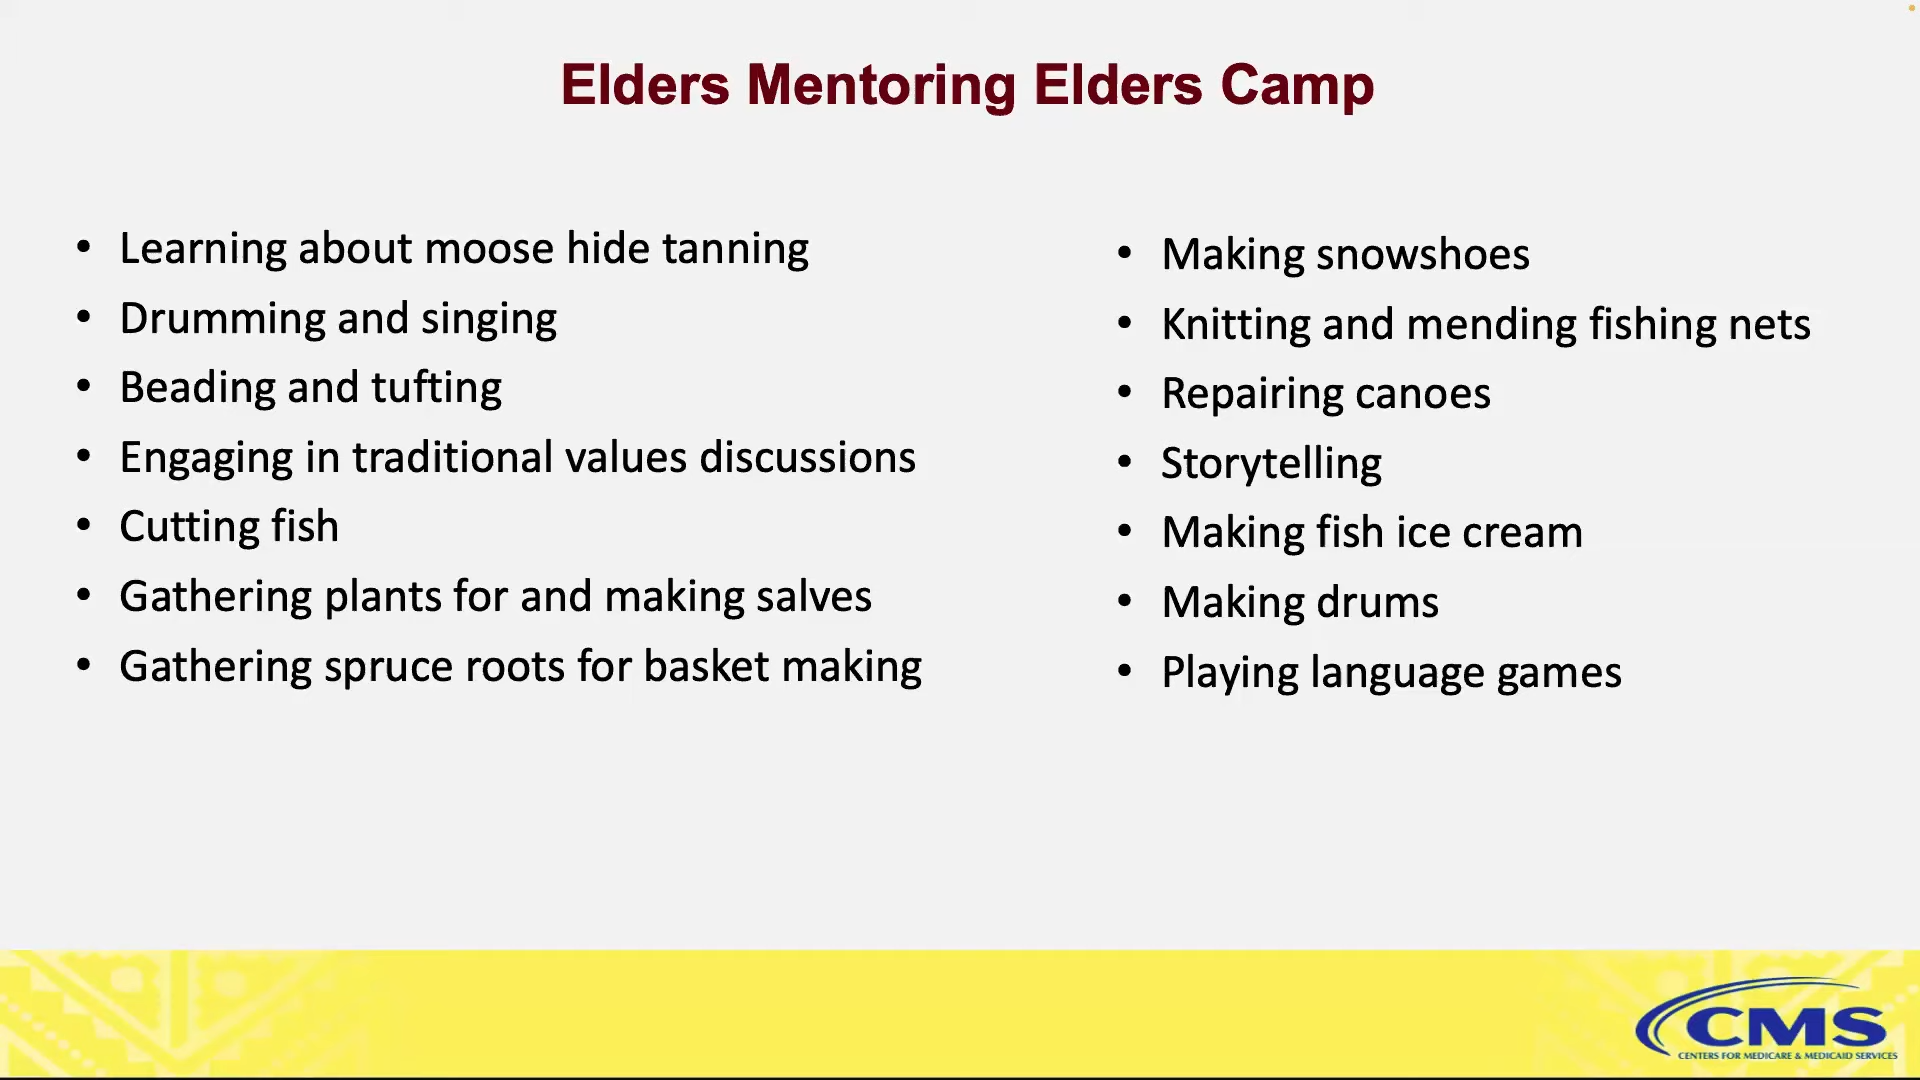 Elders Mentoring Elders Camp
• Learning about moose hide tanning
• Drumming and singing
• Beading and tufting
• Engaging in traditional values discussions
• Cutting fish
• Gathering plants for and making salves
• Gathering spruce roots for basket making
• Making snowshoes
• Knitting and mending fishing nets
• Repairing canoes
• Storytelling
• Making fish ice cream
• Making drums
• Playing language games
CMS
CENTERS FOR MEDICARE & MEDICAID SERVICES